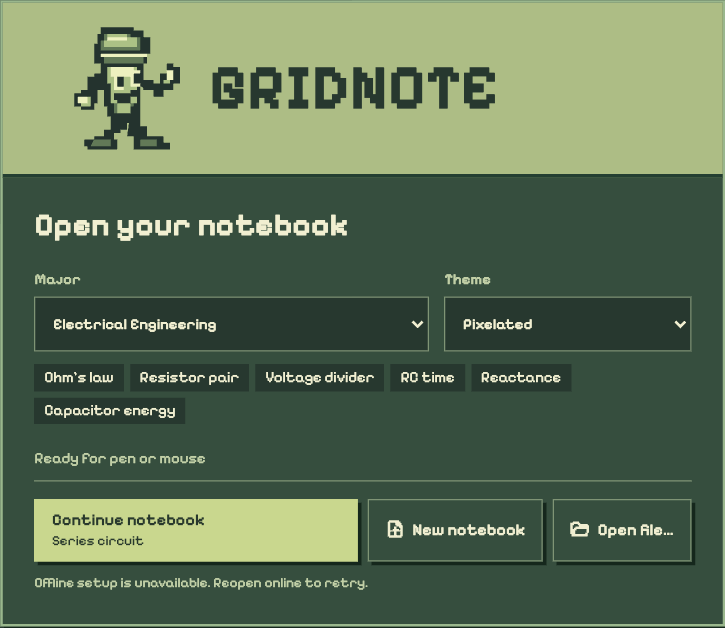 GRIDNOTE
Open your notebook
Major
Theme
Electrical Engineering
Pixelated
Ohm's law
Resistor pair
Voltage divider
RC time
Reactance
Capacitor energy
Ready for pen or mouse
Continue notebook
Series circuit
New notebook
Open file...
Offline setup is unavailable. Reopen online to retry.